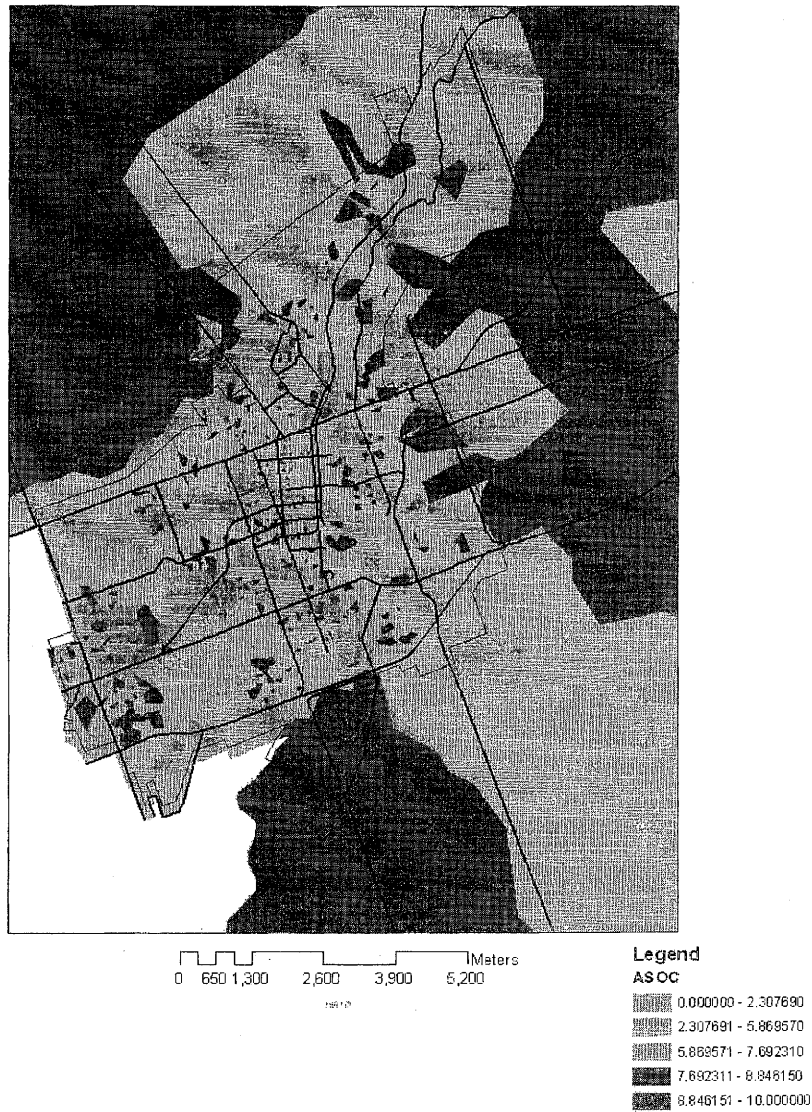 Meters
0 650 1,300 2,600 3,900 5,200
Legend
ASOC
0.000000 - 2.307690
2.307691 - 5.869570
5.869571 - 7.692310
7.692311 - 8.846150
8.846151 - 10.000000